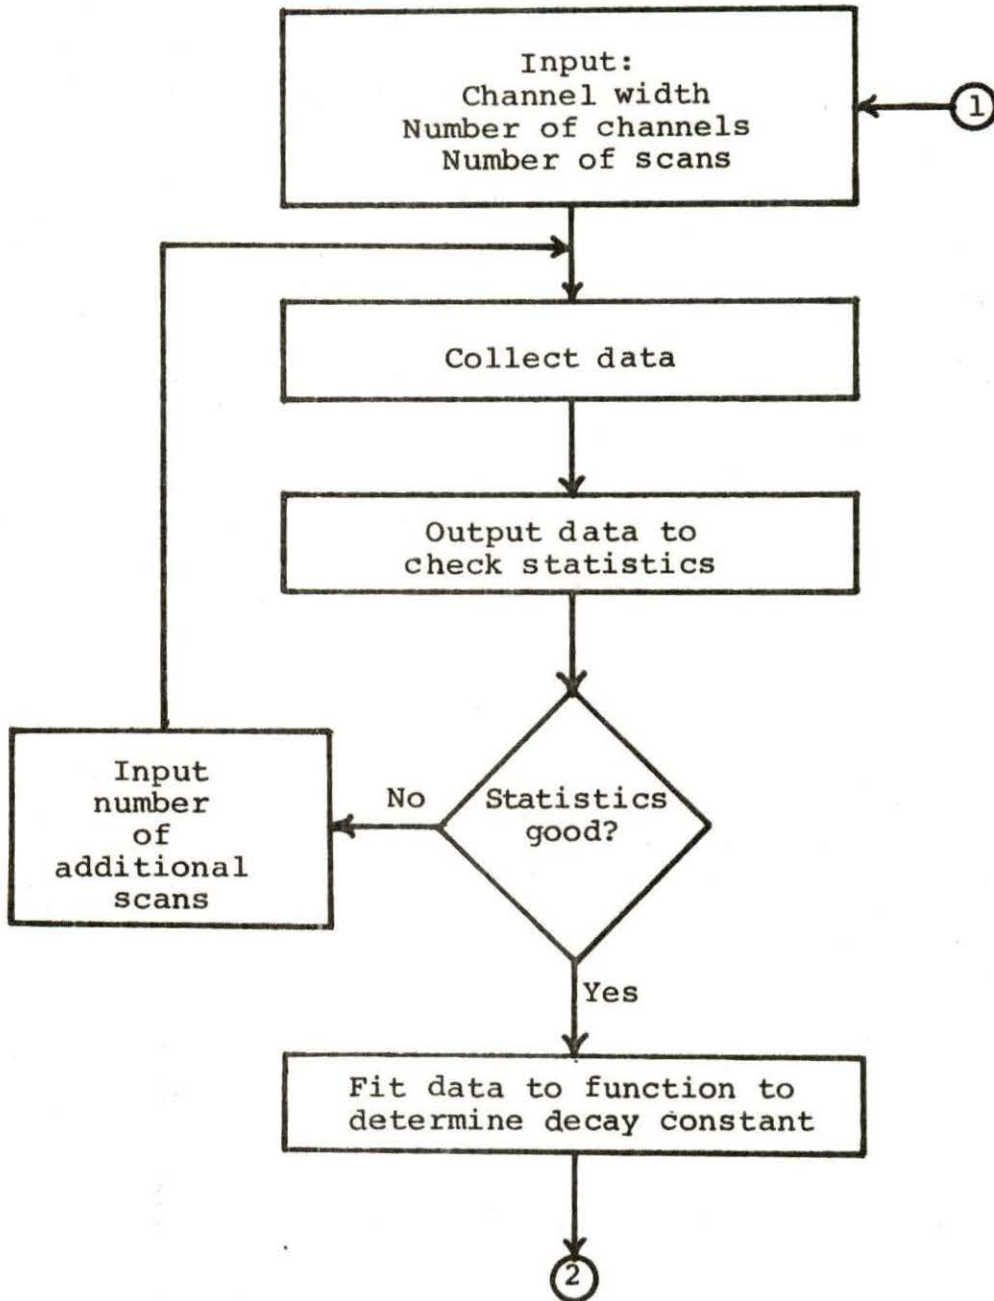 Input:
Channel width
Number of channels
Number of scans
1
Collect data
Output data to
check statistics
Statistics
good?
No
Input
number
of
additional
scans
Yes
Fit data to function to
determine decay constant
2